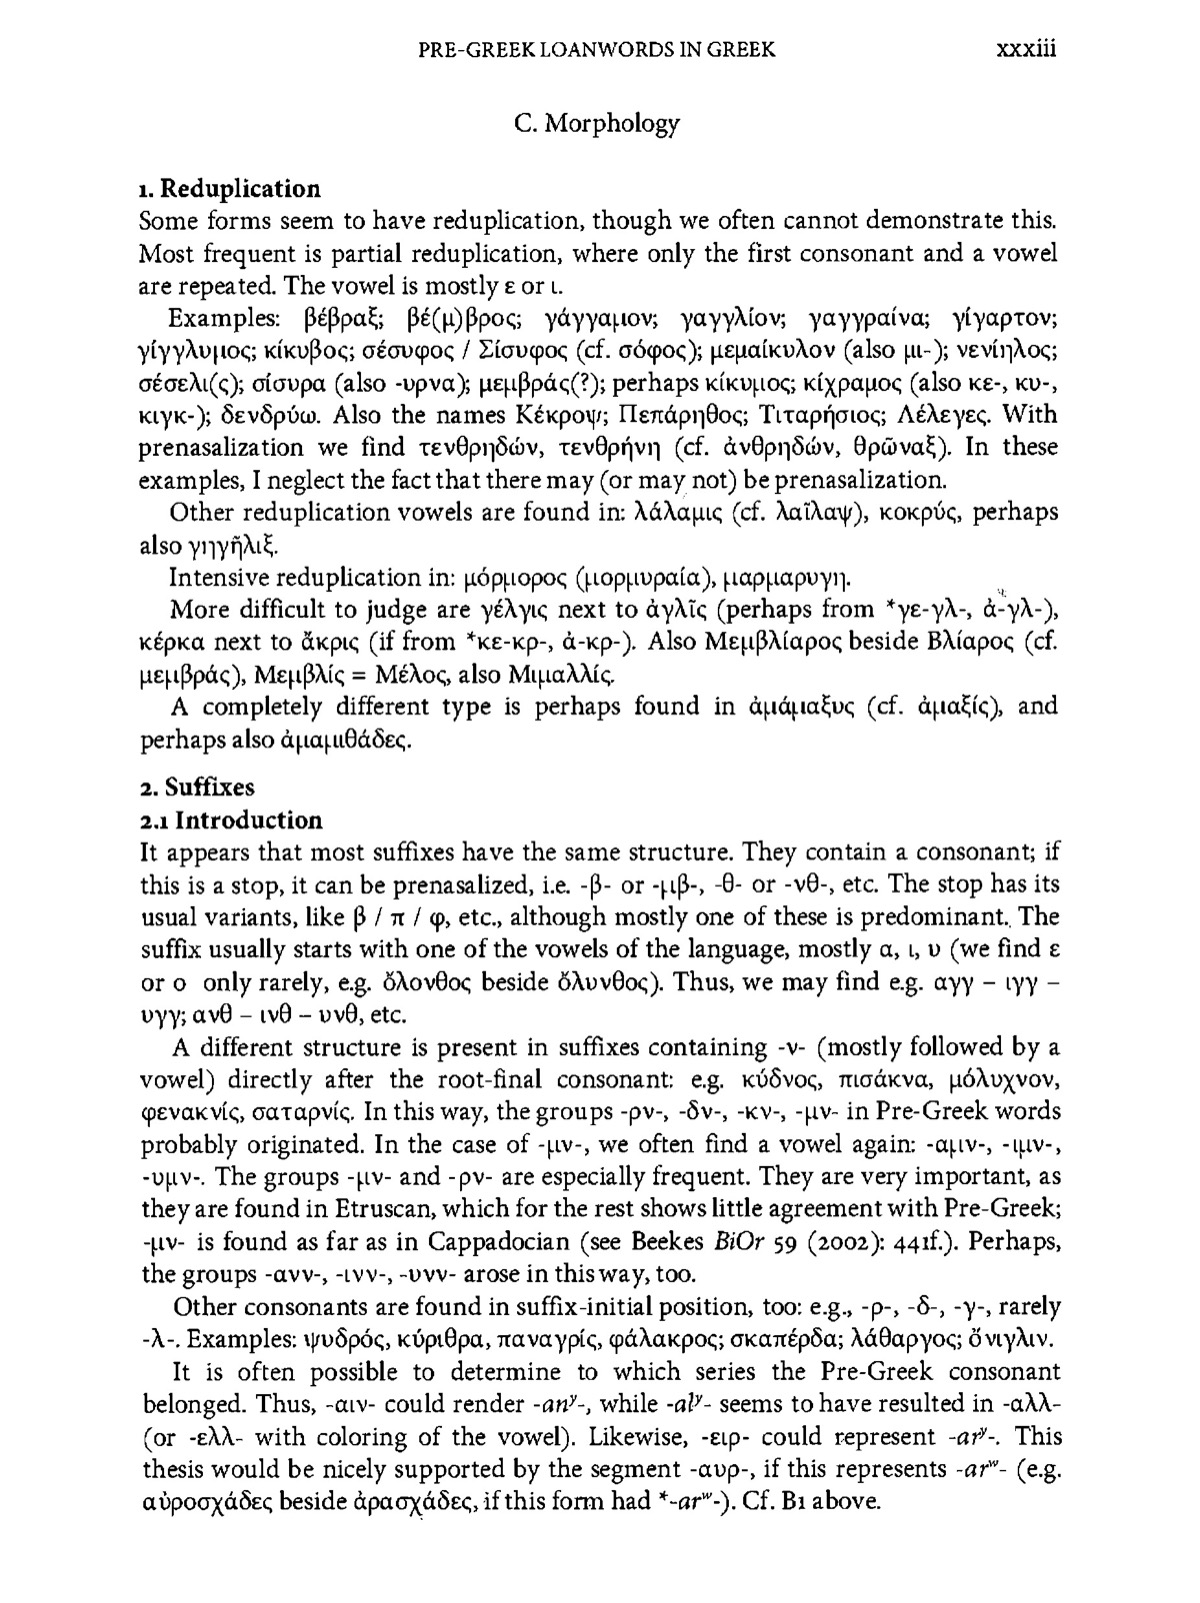 PRE-GREEK LOANWORDS IN GREEK xxxiii
C. Morphology
1. Reduplication
Some forms seem to have reduplication, though we often cannot demonstrate this.
Most frequent is partial reduplication, where only the first consonant and a vowel
are repeated. The vowel is mostly ε or ι.
Examples: βέβραξ; βέ(μ)βρος; γάγγαμον; γαγγλίον; γαγγραίνα; γίγαρτον;
γίγγλυμος; κίκυβος; σέσυφος / Σίσυφος (cf. σόφος); μεμαίκυλον (also μι-); νενίηλος;
σέσελι(ς); σίσυρα (also -υρνα); μεμβράς(?); perhaps κίκυμος; κίχραμος (also κε-, κυ-,
κιγκ-); δενδρύω. Also the names Κέκροψ; Πεπάρηθος; Τιταρήσιος; Λέλεγες. With
prenasalization we find τενθρηδών, τενθρήνη (cf. ἀνθρηδών, θρῶναξ). In these
examples, I neglect the fact that there may (or may not) be prenasalization.
Other reduplication vowels are found in: λάλαμις (cf. λαῖλαψ), κοκρύς, perhaps
also γηγῆλιξ.
Intensive reduplication in: μόρμορος (μορμυραία), μαρμαρυγη.
More difficult to judge are γέλγις next to ἀγλῖς (perhaps from *γε-γλ-, ἀ-γλ-),
κέρκα next to ἄκρις (if from *κε-κρ-, ἀ-κρ-). Also Μεμβλίαρος beside Βλίαρος (cf.
μεμβράς), Μεμβλίς = Μέλος, also Μιμαλλίς.
A completely different type is perhaps found in ἀμάμαξυς (cf. ἀμαξίς), and
perhaps also ἀμαμιθάδες.
2. Suffixes
2.1 Introduction
It appears that most suffixes have the same structure. They contain a consonant; if
this is a stop, it can be prenasalized, i.e. -β- or -μβ-, -θ- or -νθ-, etc. The stop has its
usual variants, like β / π / φ, etc., although mostly one of these is predominant. The
suffix usually starts with one of the vowels of the language, mostly α, ι, υ (we find ε
or ο only rarely, e.g. ὄλονθος beside ὄλυνθος). Thus, we may find e.g. αγγ – ιγγ –
υγγ; ανθ – ινθ – υνθ, etc.
A different structure is present in suffixes containing -ν- (mostly followed by a
vowel) directly after the root-final consonant: e.g. κύδνος, πισάκνα, μόλυχνον,
φενακνίς, σαταρνίς. In this way, the groups -ρν-, -δν-, -κν-, -μν- in Pre-Greek words
probably originated. In the case of -μν-, we often find a vowel again: -αμν-, -ιμν-,
-υμν-. The groups -μν- and -ρν- are especially frequent. They are very important, as
they are found in Etruscan, which for the rest shows little agreement with Pre-Greek;
-μν- is found as far as in Cappadocian (see Beekes BiOr 59 (2002): 441f.). Perhaps,
the groups -ανν-, -ινν-, -υνν- arose in this way, too.
Other consonants are found in suffix-initial position, too: e.g., -ρ-, -δ-, -γ-, rarely
-λ-. Examples: ψυδρός, κύριθρα, παναγρίς, φάλακρος; σκαπέρδα; λάθαργος; ὄνιγλιν.
It is often possible to determine to which series the Pre-Greek consonant
belonged. Thus, -αιν- could render -anʸ-, while -alʸ- seems to have resulted in -αλλ-
(or -ελλ- with coloring of the vowel). Likewise, -ειρ- could represent -arʸ-. This
thesis would be nicely supported by the segment -αυρ-, if this represents -arʷ- (e.g.
αὐροσχάδες beside ἀρασχάδες, if this form had *-arʷ-). Cf. B1 above.